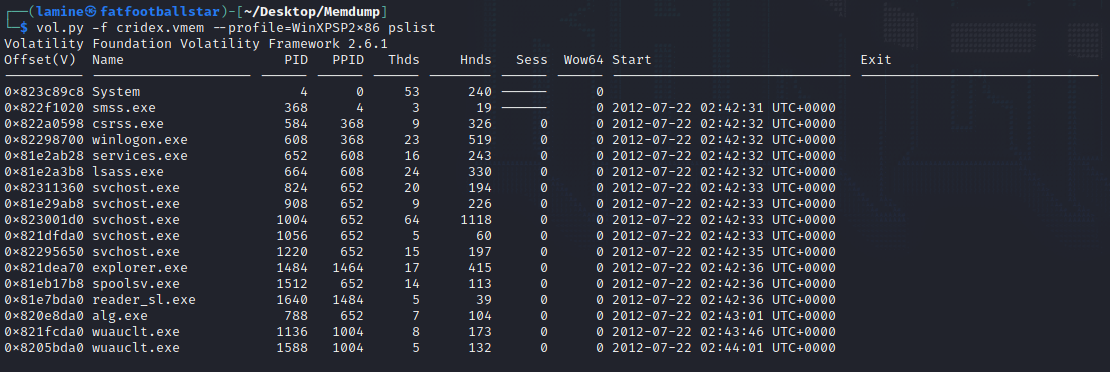 ┌──(lamine㉿fatfootballstar)-[~/Desktop/Memdump]
└─$ vol.py -f cridex.vmem --profile=WinXPSP2×86 pslist
Volatility Foundation Volatility Framework 2.6.1
Offset(V) Name PID PPID Thds Hnds Sess Wow64 Start Exit
0×823c89c8 System 4 0 53 240 ------ 0
0×822f1020 smss.exe 368 4 3 19 ------ 0 2012-07-22 02:42:31 UTC+0000
0×822a0598 csrss.exe 584 368 9 326 0 0 2012-07-22 02:42:32 UTC+0000
0×82298700 winlogon.exe 608 368 23 519 0 0 2012-07-22 02:42:32 UTC+0000
0×81e2ab28 services.exe 652 608 16 243 0 0 2012-07-22 02:42:32 UTC+0000
0×81e2a3b8 lsass.exe 664 608 24 330 0 0 2012-07-22 02:42:32 UTC+0000
0×82311360 svchost.exe 824 652 20 194 0 0 2012-07-22 02:42:33 UTC+0000
0×81e29ab8 svchost.exe 908 652 9 226 0 0 2012-07-22 02:42:33 UTC+0000
0×823001d0 svchost.exe 1004 652 64 1118 0 0 2012-07-22 02:42:33 UTC+0000
0×821dfda0 svchost.exe 1056 652 5 60 0 0 2012-07-22 02:42:33 UTC+0000
0×82295650 svchost.exe 1220 652 15 197 0 0 2012-07-22 02:42:35 UTC+0000
0×821dea70 explorer.exe 1484 1464 17 415 0 0 2012-07-22 02:42:36 UTC+0000
0×81eb17b8 spoolsv.exe 1512 652 14 113 0 0 2012-07-22 02:42:36 UTC+0000
0×81e7bda0 reader_sl.exe 1640 1484 5 39 0 0 2012-07-22 02:42:36 UTC+0000
0×820e8da0 alg.exe 788 652 7 104 0 0 2012-07-22 02:43:01 UTC+0000
0×821fcda0 wuauclt.exe 1136 1004 8 173 0 0 2012-07-22 02:43:46 UTC+0000
0×8205bda0 wuauclt.exe 1588 1004 5 132 0 0 2012-07-22 02:44:01 UTC+0000